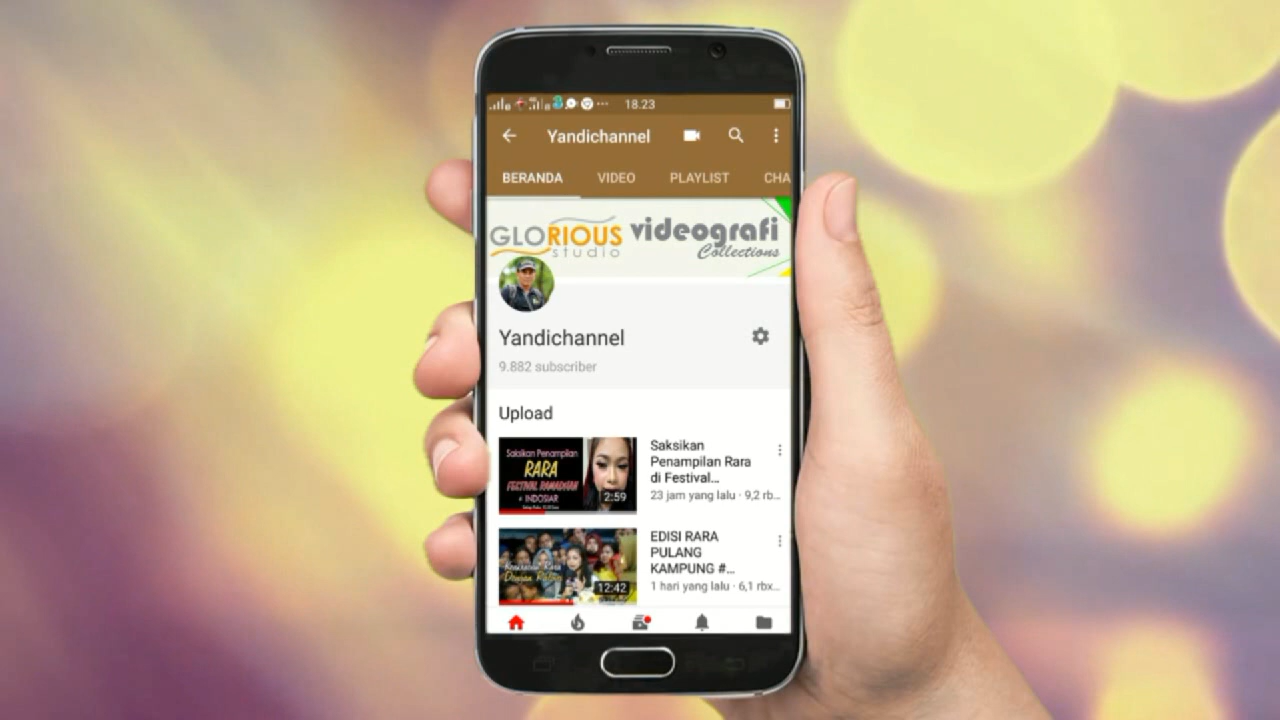 18.23
Yandichannel
BERANDA VIDEO PLAYLIST CHA
GLORIOUS studio
videografi Collections
Yandichannel
9.882 subscriber
Upload
Saksikan Penampilan
RARA
FESTIVAL RAMADHAN
INDOSIAR
2:59
Saksikan
Penampilan Rara
di Festival...
23 jam yang lalu · 9,2 rb...
Rara
12:42
EDISI RARA
PULANG
KAMPUNG #...
1 hari yang lalu · 6,1 rbx...